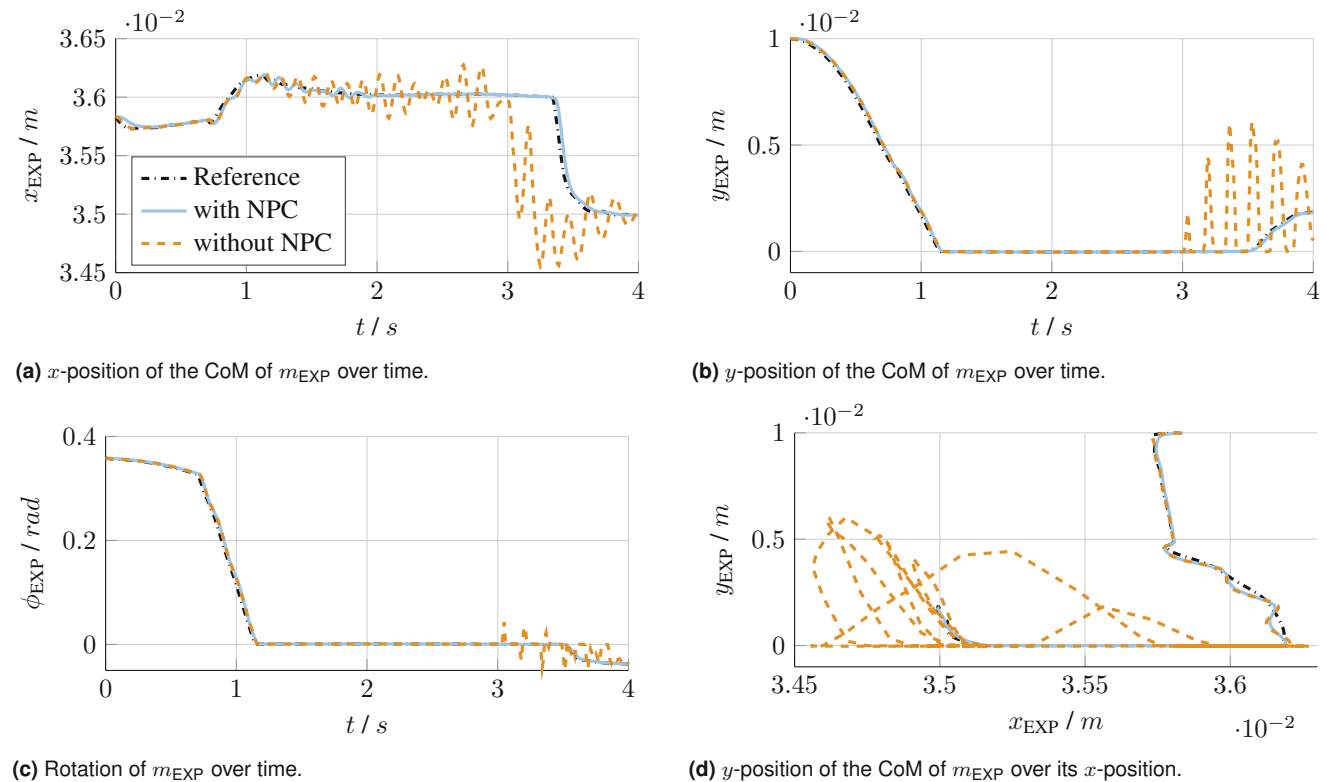 ·10⁻²
3.65
3.6
3.55
3.5
3.45
x_EXP / m
Reference
with NPC
without NPC
0 1 2 3 4
t / s
(a) x-position of the CoM of m_EXP over time.
·10⁻²
1
0.5
0
y_EXP / m
0 1 2 3 4
t / s
(b) y-position of the CoM of m_EXP over time.
0.4
0.2
0
ϕ_EXP / rad
0 1 2 3 4
t / s
(c) Rotation of m_EXP over time.
·10⁻²
1
0.5
0
y_EXP / m
3.45 3.5 3.55 3.6
x_EXP / m
·10⁻²
(d) y-position of the CoM of m_EXP over its x-position.